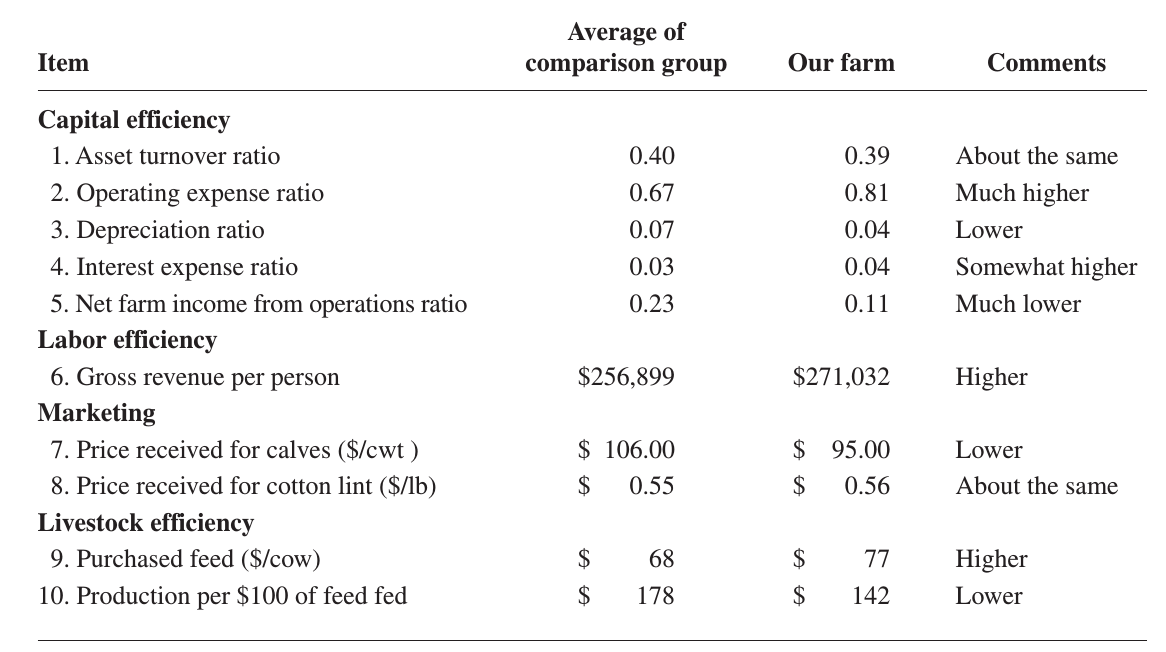 Average of
Item comparison group Our farm Comments
Capital efficiency
1. Asset turnover ratio 0.40 0.39 About the same
2. Operating expense ratio 0.67 0.81 Much higher
3. Depreciation ratio 0.07 0.04 Lower
4. Interest expense ratio 0.03 0.04 Somewhat higher
5. Net farm income from operations ratio 0.23 0.11 Much lower
Labor efficiency
6. Gross revenue per person $256,899 $271,032 Higher
Marketing
7. Price received for calves ($/cwt ) $ 106.00 $ 95.00 Lower
8. Price received for cotton lint ($/lb) $ 0.55 $ 0.56 About the same
Livestock efficiency
9. Purchased feed ($/cow) $ 68 $ 77 Higher
10. Production per $100 of feed fed $ 178 $ 142 Lower